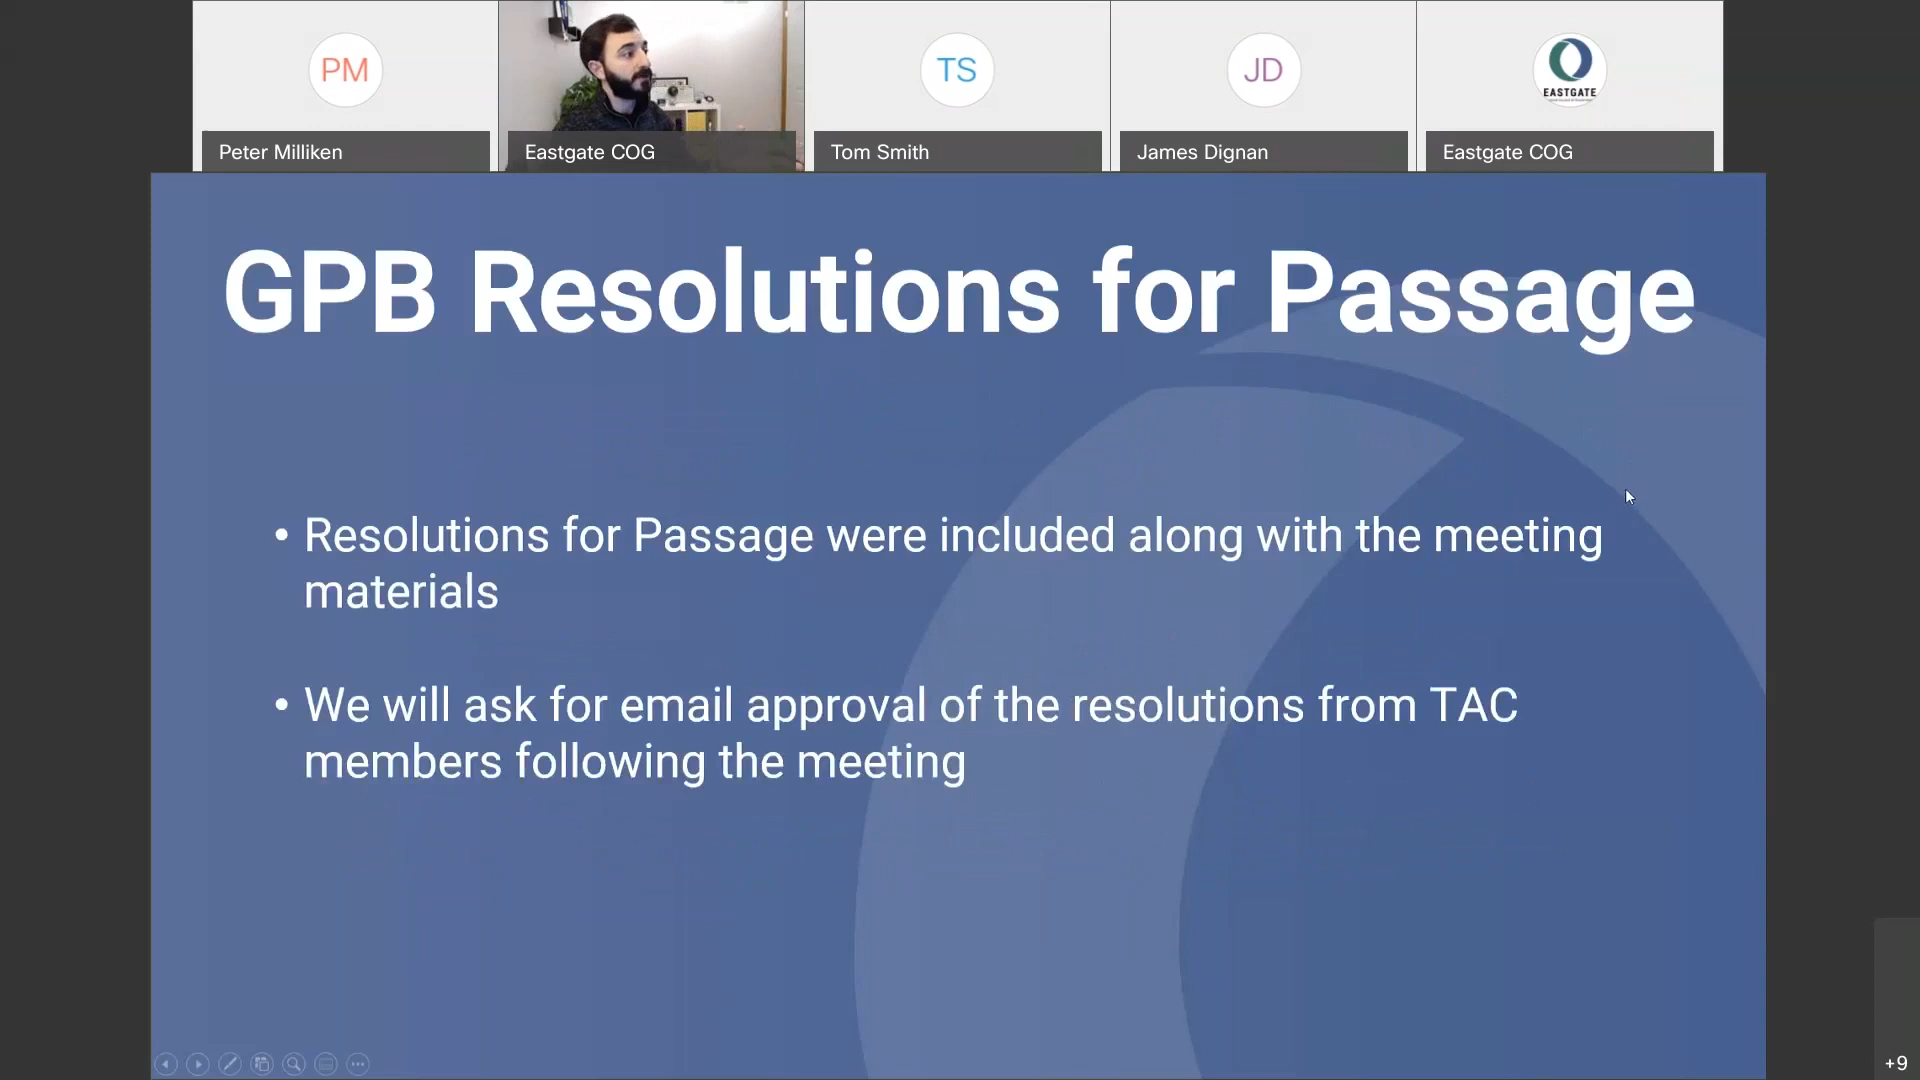 PM
TS
JD
EASTGATE
Peter Milliken
Eastgate COG
Tom Smith
James Dignan
Eastgate COG
GPB Resolutions for Passage
• Resolutions for Passage were included along with the meeting
materials
• We will ask for email approval of the resolutions from TAC
members following the meeting
+9